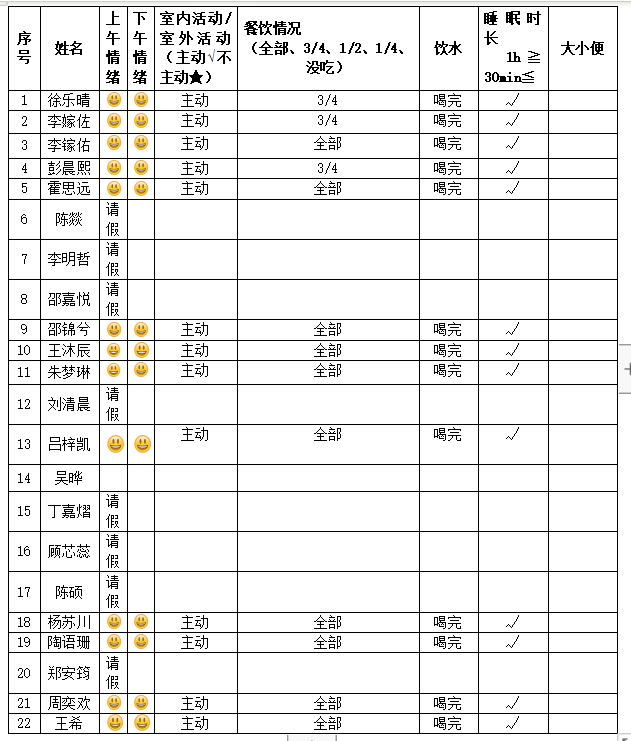 序号 姓名 上午情绪 下午情绪 室内活动/室外活动（主动√不主动★） 餐饮情况（全部、3/4、1/2、1/4、没吃） 饮水 睡眠时长 1h≧ 30min≦ 大小便
1 徐乐晴 主动 3/4 喝完 √
2 李嫁佐 主动 3/4 喝完 √
3 李镓佑 主动 全部 喝完 √
4 彭晨熙 主动 3/4 喝完 √
5 霍思远 主动 全部 喝完 √
6 陈燚 请假
7 李明哲 请假
8 邵嘉悦 请假
9 邵锦兮 主动 全部 喝完 √
10 王沐辰 主动 全部 喝完 √
11 朱梦琳 主动 全部 喝完 √
12 刘清晨 请假
13 吕梓凯 主动 全部 喝完 √
14 吴晔
15 丁嘉熠 请假
16 顾芯蕊 请假
17 陈硕 请假
18 杨苏川 主动 全部 喝完 √
19 陶语珊 主动 全部 喝完 √
20 郑安筠 请假
21 周奕欢 主动 全部 喝完 √
22 王希 主动 全部 喝完 √